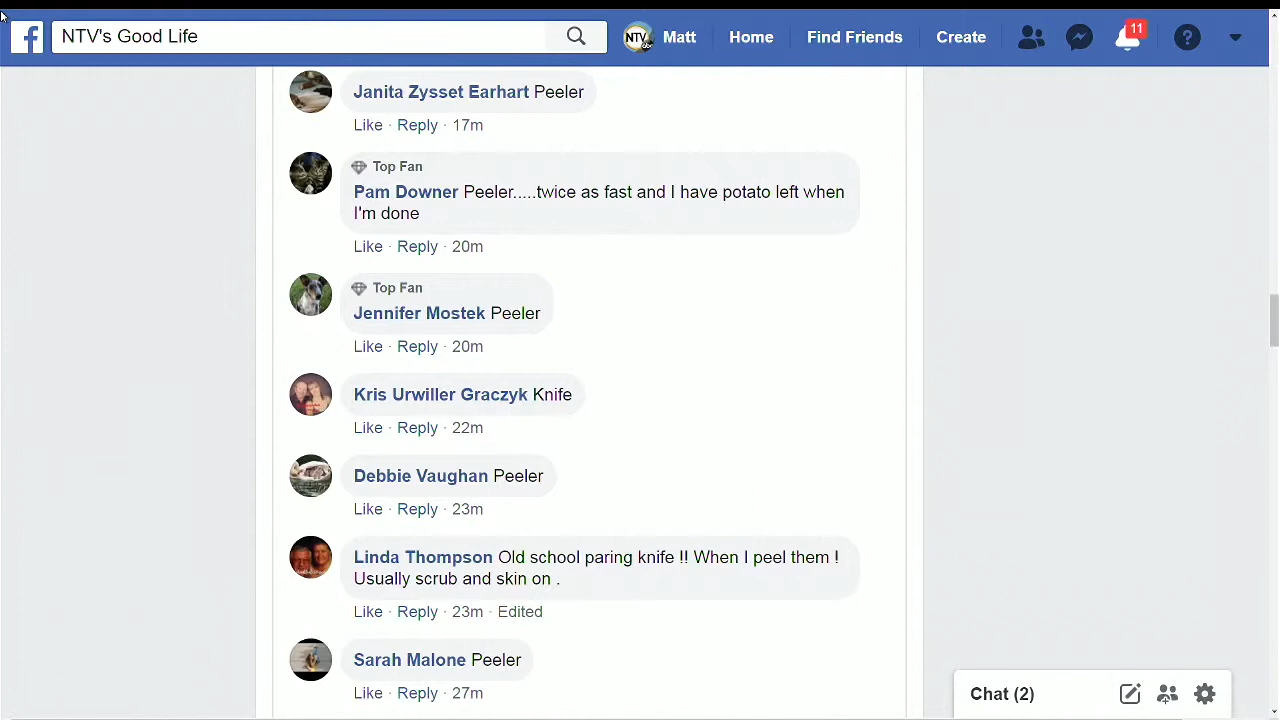 NTV's Good Life
NTV
Matt
Home
Find Friends
Create
11
Janita Zysset Earhart Peeler
Like · Reply · 17m
Top Fan
Pam Downer Peeler.....twice as fast and I have potato left when
I'm done
Like · Reply · 20m
Top Fan
Jennifer Mostek Peeler
Like · Reply · 20m
Kris Urwiller Graczyk Knife
Like · Reply · 22m
Debbie Vaughan Peeler
Like · Reply · 23m
Linda Thompson Old school paring knife !! When I peel them !
Usually scrub and skin on .
Like · Reply · 23m · Edited
Sarah Malone Peeler
Like · Reply · 27m
Chat (2)